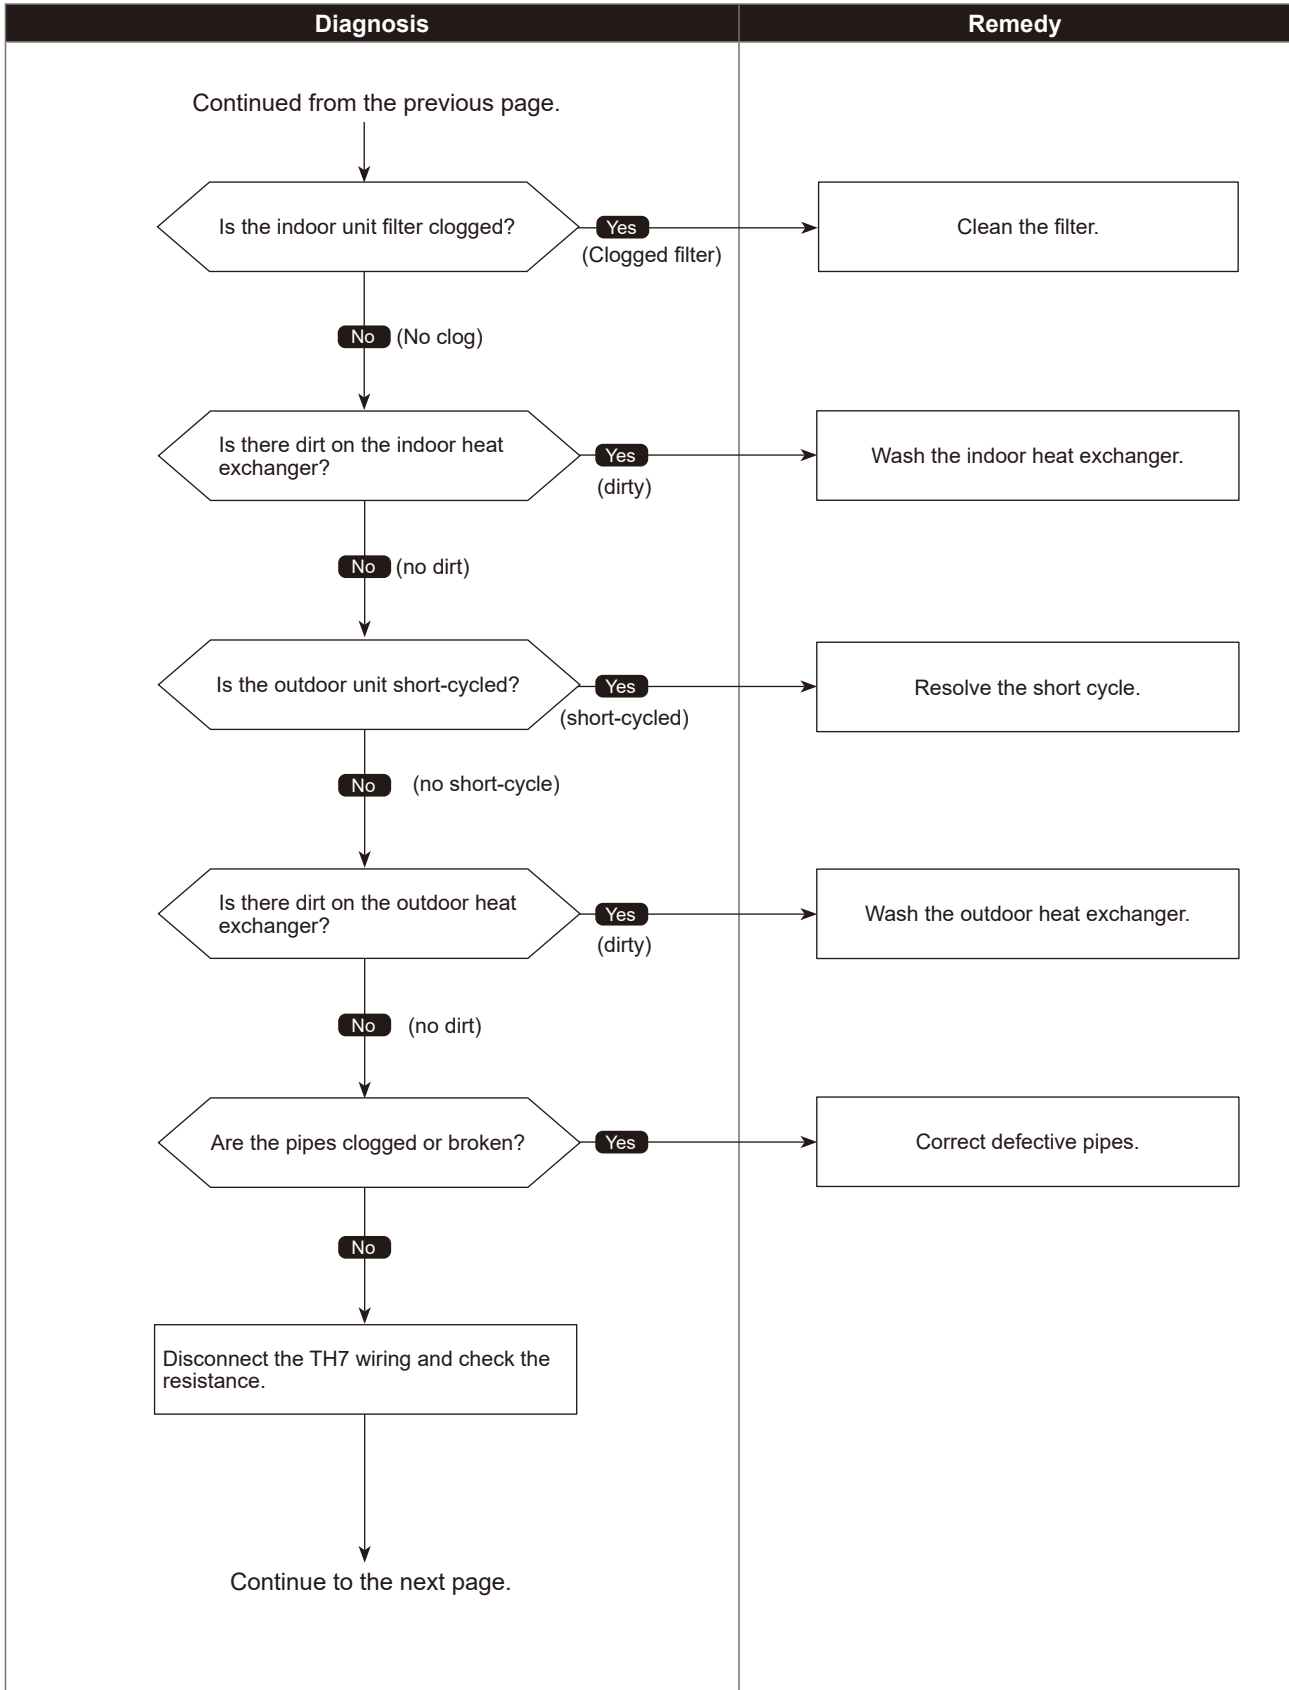 Diagnosis
Remedy
Continued from the previous page.
Is the indoor unit filter clogged?
Yes
(Clogged filter)
Clean the filter.
No
(No clog)
Is there dirt on the indoor heat
exchanger?
Yes
(dirty)
Wash the indoor heat exchanger.
No
(no dirt)
Is the outdoor unit short-cycled?
Yes
(short-cycled)
Resolve the short cycle.
No
(no short-cycle)
Is there dirt on the outdoor heat
exchanger?
Yes
(dirty)
Wash the outdoor heat exchanger.
No
(no dirt)
Are the pipes clogged or broken?
Yes
Correct defective pipes.
No
Disconnect the TH7 wiring and check the
resistance.
Continue to the next page.